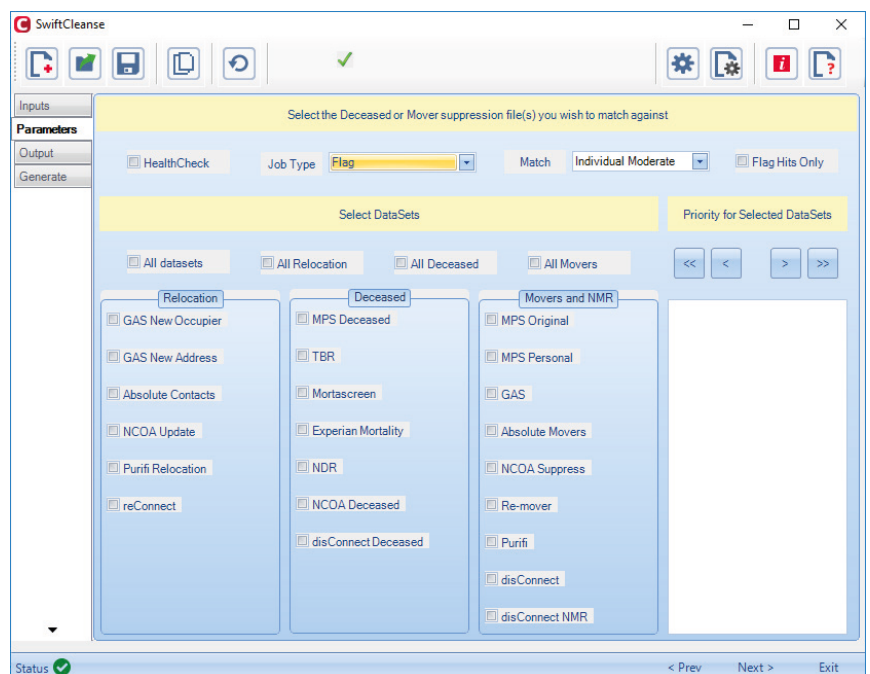 SwiftCleanse
Inputs
Parameters
Output
Generate
Select the Deceased or Mover suppression file(s) you wish to match against
HealthCheck Job Type Flag Match Individual Moderate Flag Hits Only
Select DataSets Priority for Selected DataSets
All datasets All Relocation All Deceased All Movers << < > >>
Relocation
GAS New Occupier
GAS New Address
Absolute Contacts
NCOA Update
Purifi Relocation
reConnect
Deceased
MPS Deceased
TBR
Mortascreen
Experian Mortality
NDR
NCOA Deceased
disConnect Deceased
Movers and NMR
MPS Original
MPS Personal
GAS
Absolute Movers
NCOA Suppress
Re-mover
Purifi
disConnect
disConnect NMR
Status < Prev Next > Exit